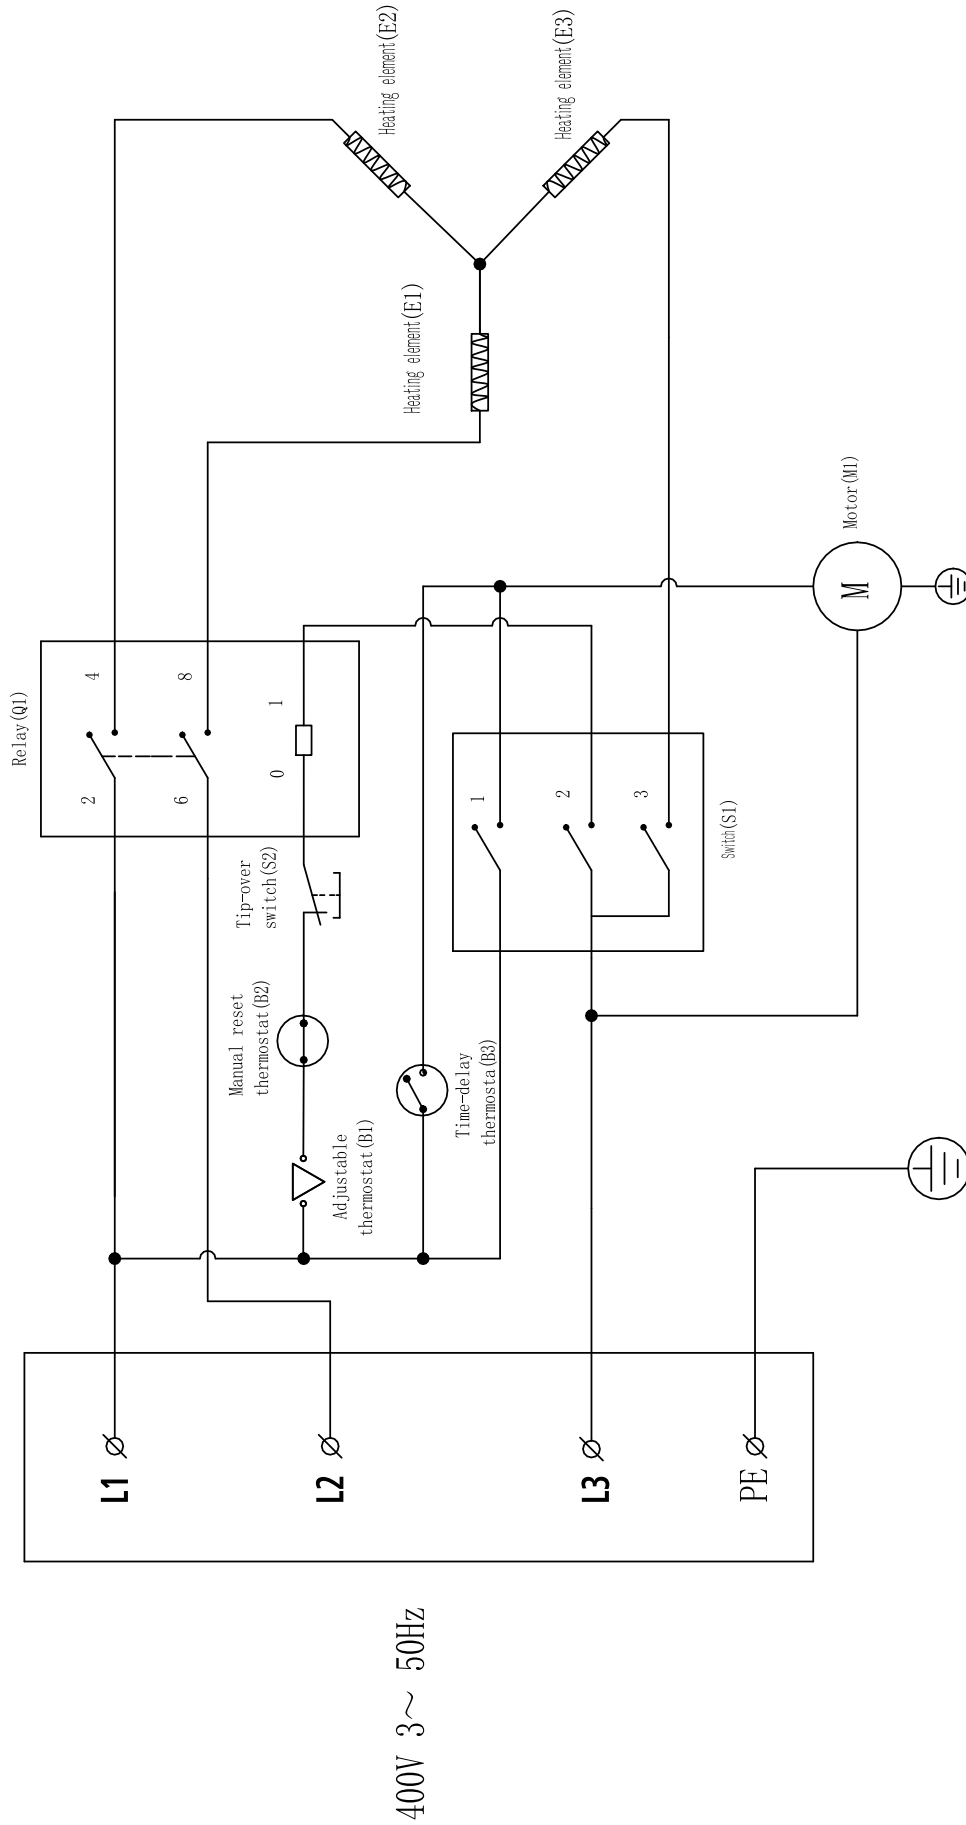 400V 3~ 50Hz
L1
L2
L3
PE
Adjustable
thermostat(B1)
Manual reset
thermostat(B2)
Time-delay
thermosta(B3)
Tip-over
switch(S2)
Relay(Q1)
2
4
6
8
0
1
Switch(S1)
1
2
3
Motor(M1)
M
Heating element(E1)
Heating element(E2)
Heating element(E3)